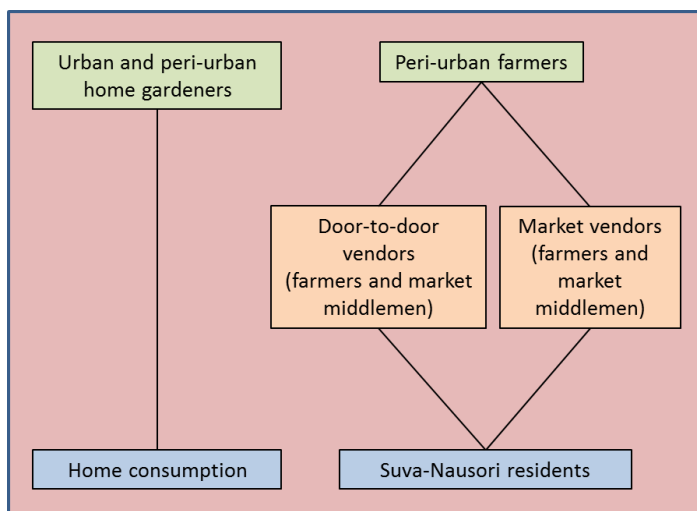 Urban and peri-urban
home gardeners
Peri-urban farmers
Door-to-door
vendors
(farmers and market
middlemen)
Market vendors
(farmers and
market
middlemen)
Home consumption
Suva-Nausori residents